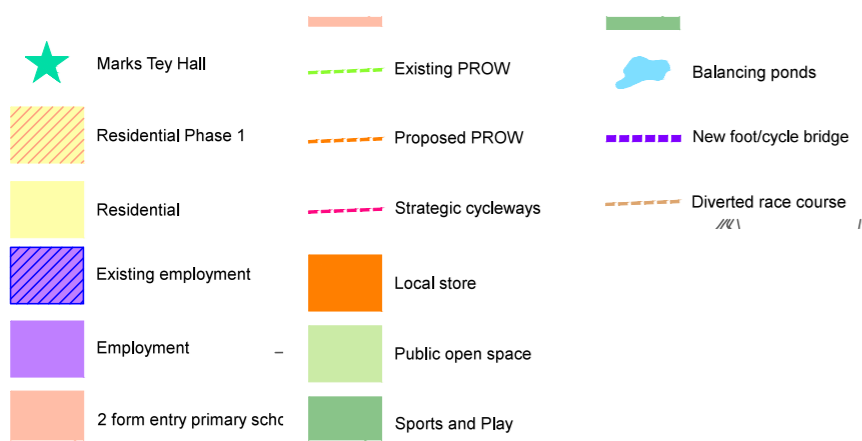 Marks Tey Hall
Residential Phase 1
Residential
Existing employment
Employment
2 form entry primary
Existing PROW
Proposed PROW
Strategic cycleways
Local store
Public open space
Sports and Play
Balancing ponds
New foot/cycle bridge
Diverted race course